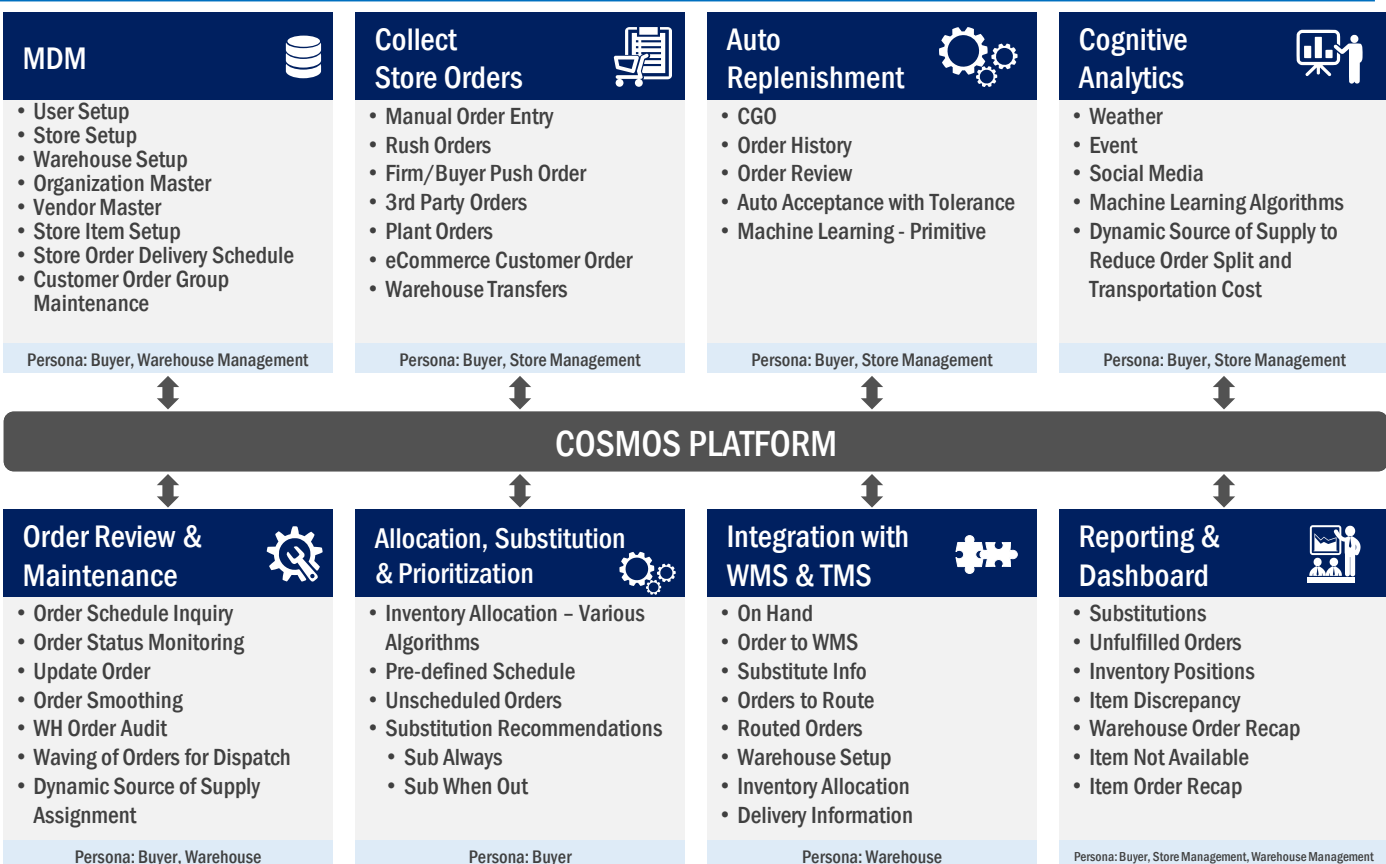 MDM
• User Setup
• Store Setup
• Warehouse Setup
• Organization Master
• Vendor Master
• Store Item Setup
• Store Order Delivery Schedule
• Customer Order Group
Maintenance
Persona: Buyer, Warehouse Management
Collect
Store Orders
• Manual Order Entry
• Rush Orders
• Firm/Buyer Push Order
• 3rd Party Orders
• Plant Orders
• eCommerce Customer Order
• Warehouse Transfers
Persona: Buyer, Store Management
Auto
Replenishment
• CGO
• Order History
• Order Review
• Auto Acceptance with Tolerance
• Machine Learning - Primitive
Persona: Buyer, Store Management
Cognitive
Analytics
• Weather
• Event
• Social Media
• Machine Learning Algorithms
• Dynamic Source of Supply to
Reduce Order Split and
Transportation Cost
Persona: Buyer, Store Management
COSMOS PLATFORM
Order Review &
Maintenance
• Order Schedule Inquiry
• Order Status Monitoring
• Update Order
• Order Smoothing
• WH Order Audit
• Waving of Orders for Dispatch
• Dynamic Source of Supply
Assignment
Persona: Buyer, Warehouse
Allocation, Substitution
& Prioritization
• Inventory Allocation – Various
Algorithms
• Pre-defined Schedule
• Unscheduled Orders
• Substitution Recommendations
• Sub Always
• Sub When Out
Persona: Buyer
Integration with
WMS & TMS
• On Hand
• Order to WMS
• Substitute Info
• Orders to Route
• Routed Orders
• Warehouse Setup
• Inventory Allocation
• Delivery Information
Persona: Warehouse
Reporting &
Dashboard
• Substitutions
• Unfulfilled Orders
• Inventory Positions
• Item Discrepancy
• Warehouse Order Recap
• Item Not Available
• Item Order Recap
Persona: Buyer, Store Management, Warehouse Management